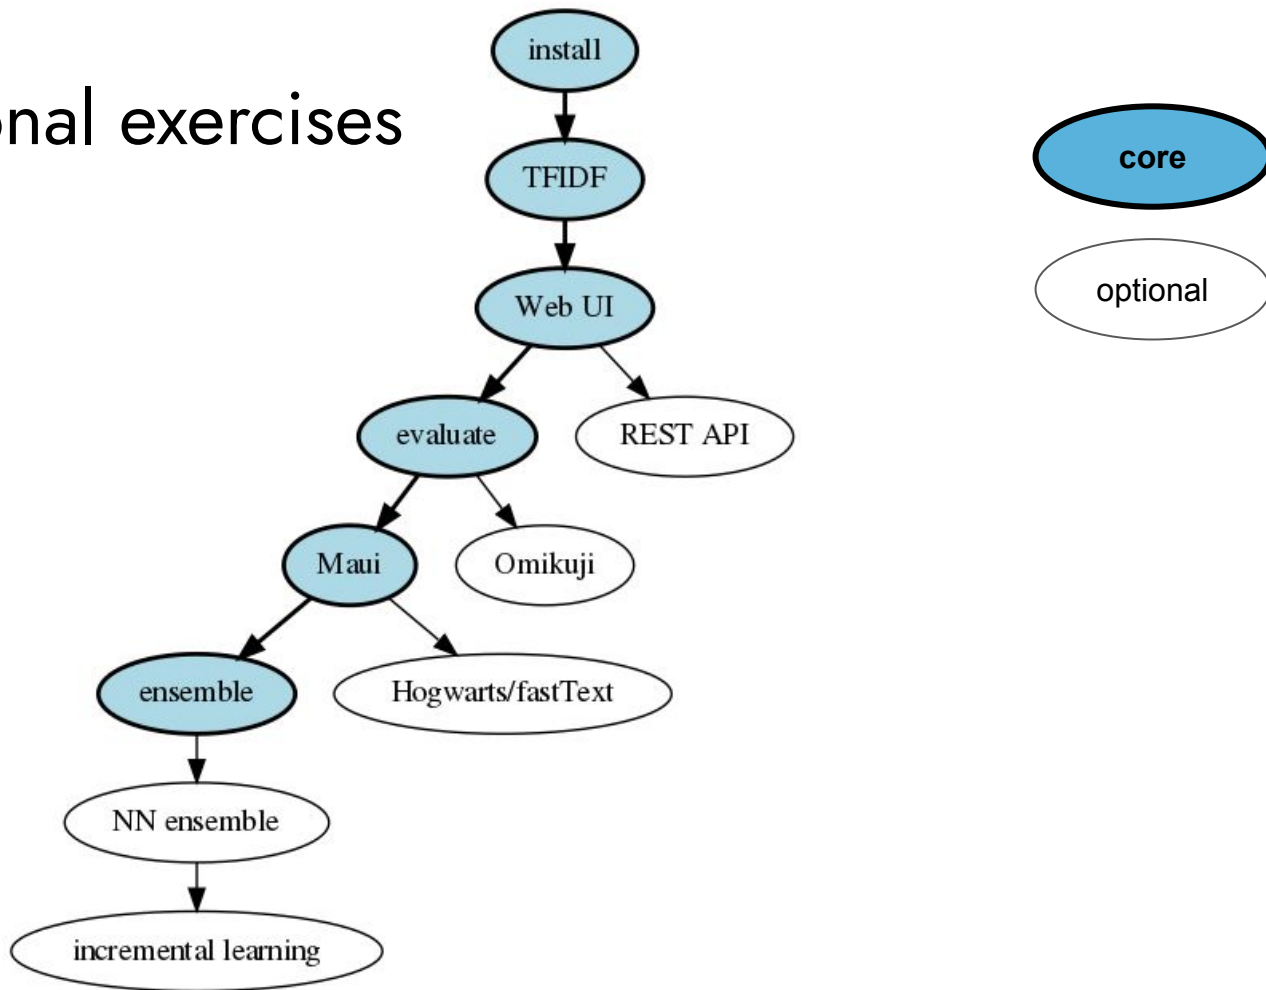 onal exercises
install
TFIDF
Web UI
evaluate
REST API
Maui
Omikuji
ensemble
Hogwarts/fastText
NN ensemble
incremental learning
core
optional